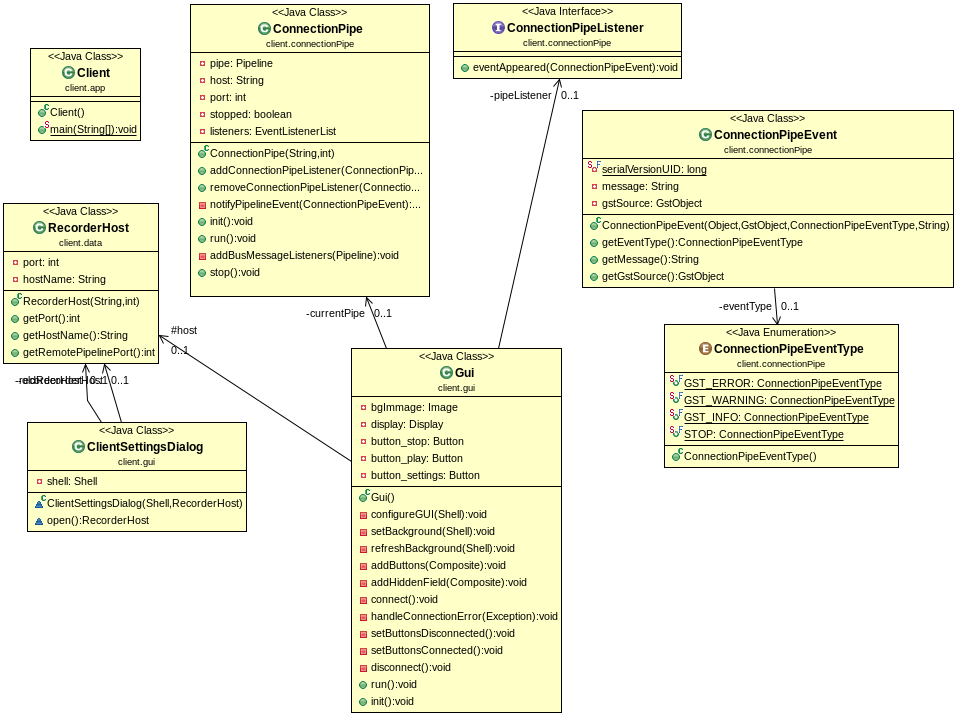 <<Java Class>>
Client
client.app
Client()
main(String[]):void
<<Java Class>>
ConnectionPipe
client.connectionPipe
pipe: Pipeline
host: String
port: int
stopped: boolean
listeners: EventListenerList
ConnectionPipe(String,int)
addConnectionPipeListener(ConnectionPip...
removeConnectionPipeListener(Connectio...
notifyPipelineEvent(ConnectionPipeEvent):...
init():void
run():void
addBusMessageListeners(Pipeline):void
stop():void
<<Java Interface>>
ConnectionPipeListener
client.connectionPipe
eventAppeared(ConnectionPipeEvent):void
-pipeListener 0..1
<<Java Class>>
ConnectionPipeEvent
client.connectionPipe
serialVersionUID: long
message: String
gstSource: GstObject
ConnectionPipeEvent(Object,GstObject,ConnectionPipeEventType,String)
getEventType():ConnectionPipeEventType
getMessage():String
getGstSource():GstObject
-eventType 0..1
<<Java Enumeration>>
ConnectionPipeEventType
client.connectionPipe
GST_ERROR: ConnectionPipeEventType
GST_WARNING: ConnectionPipeEventType
GST_INFO: ConnectionPipeEventType
STOP: ConnectionPipeEventType
ConnectionPipeEventType()
<<Java Class>>
RecorderHost
client.data
port: int
hostName: String
RecorderHost(String,int)
getPort():int
getHostName():String
getRemotePipelinePort():int
#host
0..1
-currentPipe 0..1
0..1
<<Java Class>>
ClientSettingsDialog
client.gui
shell: Shell
ClientSettingsDialog(Shell,RecorderHost)
open():RecorderHost
<<Java Class>>
Gui
client.gui
bgImmage: Image
display: Display
button_stop: Button
button_play: Button
button_settings: Button
Gui()
configureGUI(Shell):void
setBackground(Shell):void
refreshBackground(Shell):void
addButtons(Composite):void
addHiddenField(Composite):void
connect():void
handleConnectionError(Exception):void
setButtonsDisconnected():void
setButtonsConnected():void
disconnect():void
run():void
init():void